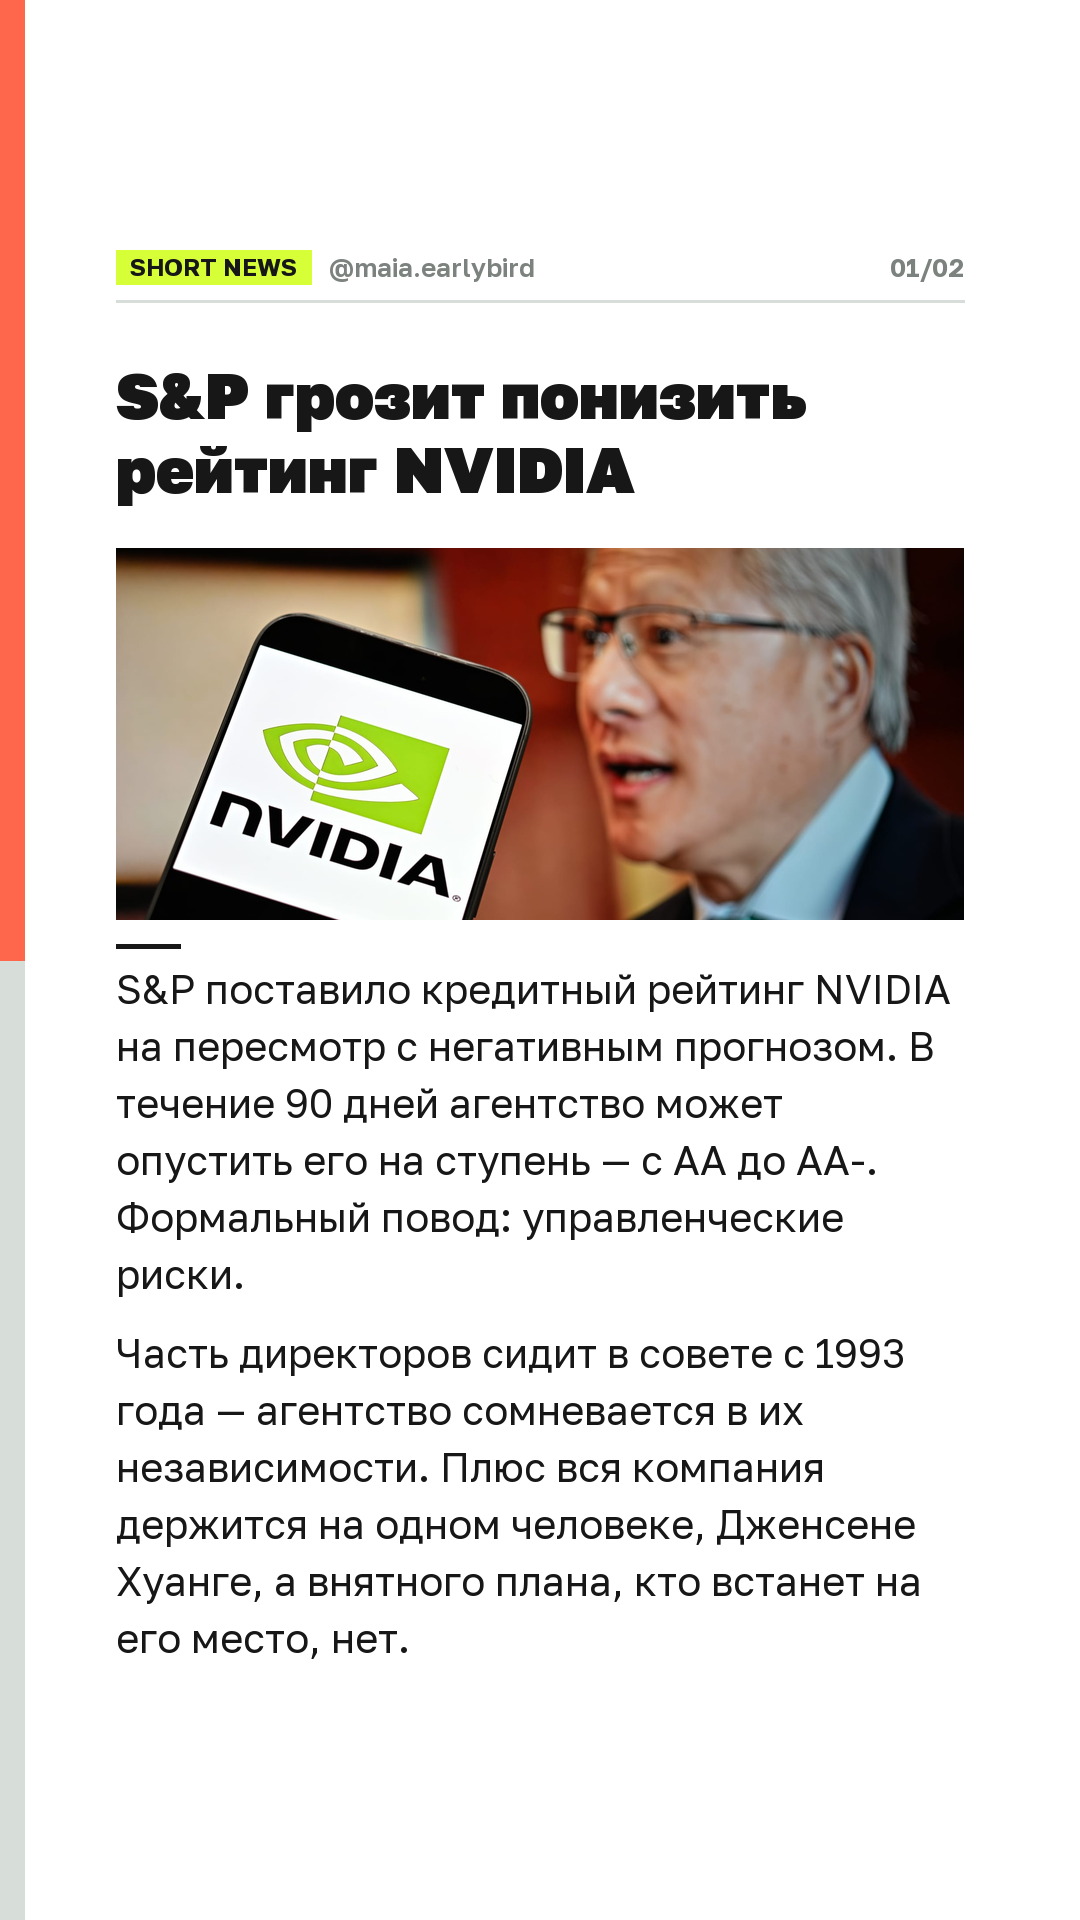 SHORT NEWS @maia.earlybird 01/02
S&P грозит понизить
рейтинг NVIDIA
nVIDIA®
S&P поставило кредитный рейтинг NVIDIA
на пересмотр с негативным прогнозом. В
течение 90 дней агентство может
опустить его на ступень — с AA до AA-.
Формальный повод: управленческие
риски.
Часть директоров сидит в совете с 1993
года — агентство сомневается в их
независимости. Плюс вся компания
держится на одном человеке, Дженсене
Хуанге, а внятного плана, кто встанет на
его место, нет.